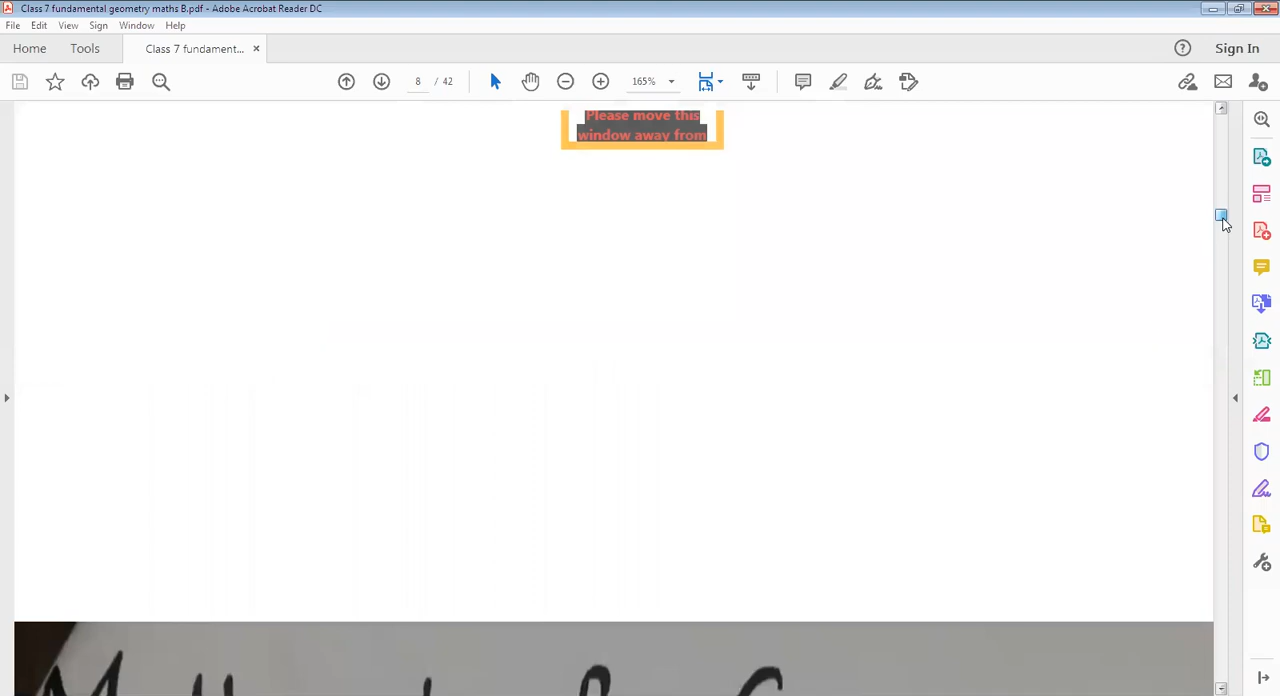 Class 7 fundamental geometry maths B.pdf - Adobe Acrobat Reader DC
File Edit View Sign Window Help
Home Tools Class 7 fundament... Sign In
8 / 42 165%
Please move this
window away from